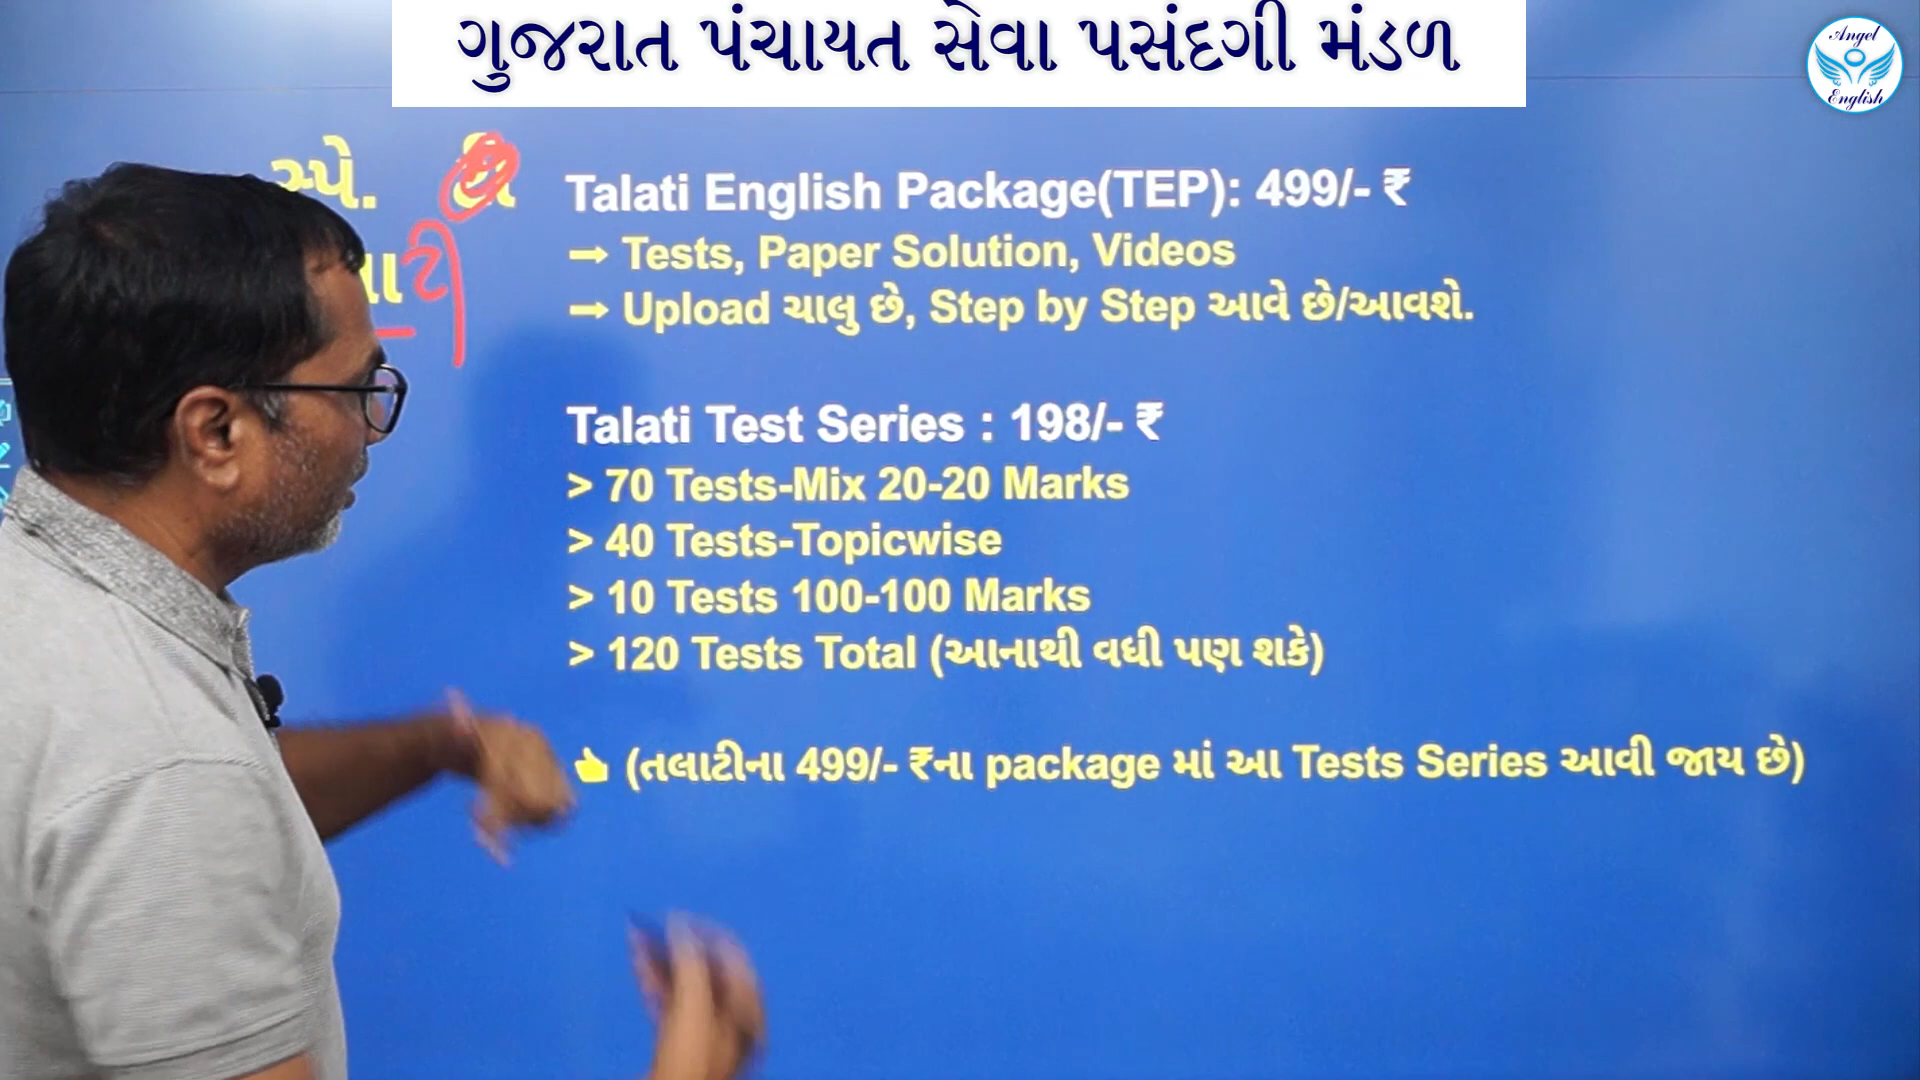 ગુજરાત પંચાયત સેવા પસંદગી મંડળ
Angel
English
સ્પે.
ટી
Talati English Package(TEP): 499/- ₹
➞ Tests, Paper Solution, Videos
➞ Upload ચાલુ છે, Step by Step આવે છે/આવશે.
Talati Test Series : 198/- ₹
> 70 Tests-Mix 20-20 Marks
> 40 Tests-Topicwise
> 10 Tests 100-100 Marks
> 120 Tests Total (આનાથી વધી પણ શકે)
👍 (તલાટીના 499/- ₹ના package માં આ Tests Series આવી જાય છે)